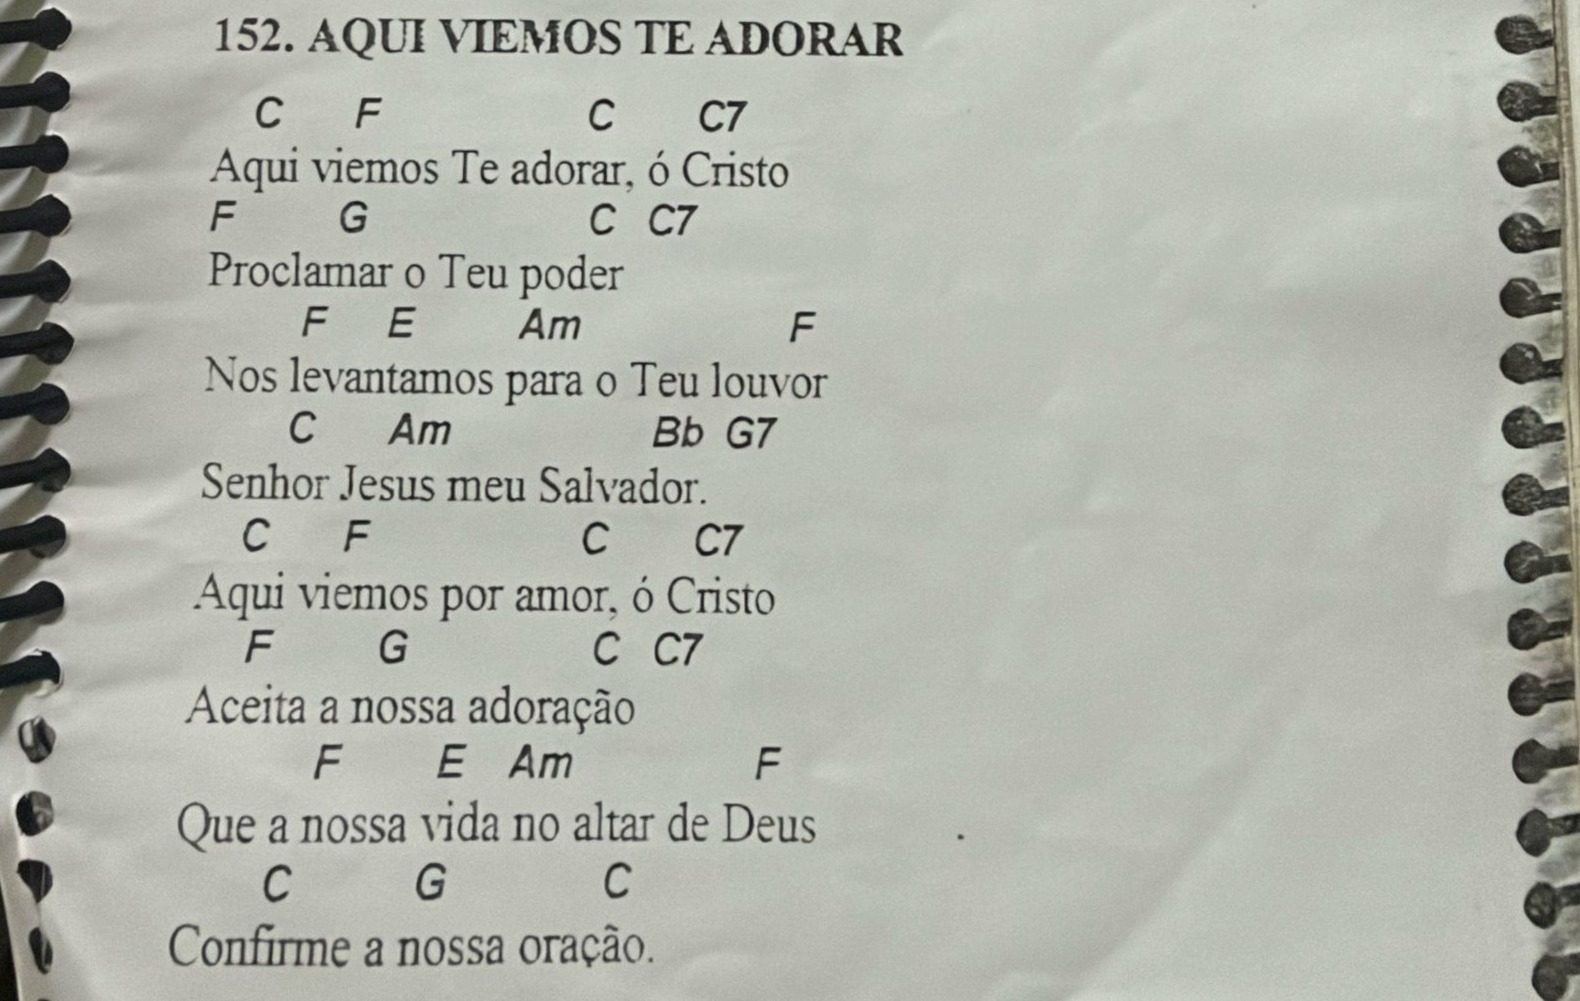 152. AQUI VIEMOS TE ADORAR
C F C C7
Aqui viemos Te adorar, ó Cristo
F G C C7
Proclamar o Teu poder
F E Am F
Nos levantamos para o Teu louvor
C Am Bb G7
Senhor Jesus meu Salvador.
C F C C7
Aqui viemos por amor, ó Cristo
F G C C7
Aceita a nossa adoração
F E Am F
Que a nossa vida no altar de Deus
C G C
Confirme a nossa oração.